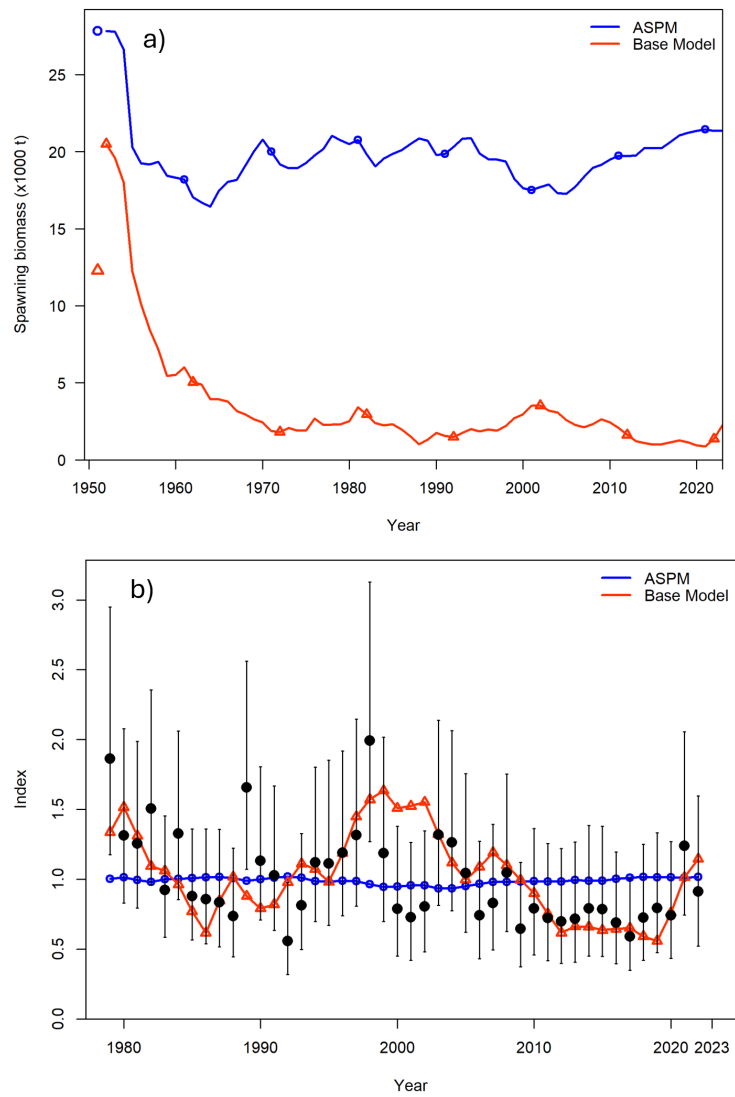 a)
ASPM
Base Model
Spawning biomass (x1000 t)
25
20
15
10
5
0
1950 1960 1970 1980 1990 2000 2010 2020
Year
b)
ASPM
Base Model
Index
3.0
2.5
2.0
1.5
1.0
0.5
0.0
1980 1990 2000 2010 2020 2023
Year